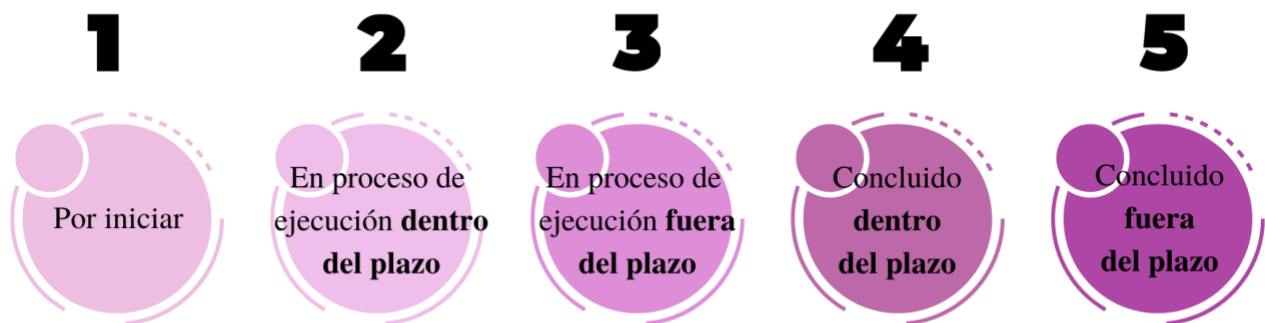 1
2
3
4
5
Por iniciar
En proceso de
ejecución dentro
del plazo
En proceso de
ejecución fuera
del plazo
Concluido
dentro
del plazo
Concluido
fuera
del plazo